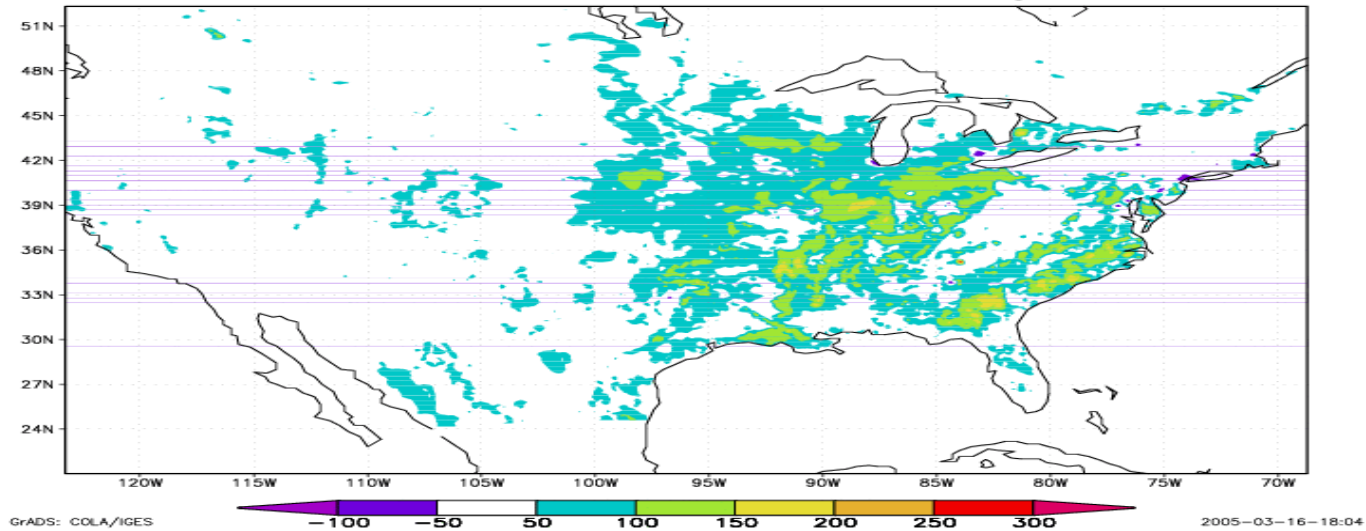 51N
48N
45N
42N
39N
36N
33N
30N
27N
24N
120W 115W 110W 105W 100W 95W 90W 85W 80W 75W 70W
-100 -50 50 100 150 200 250 300
GrADS: COLA/IGES 2005-03-16-18:04